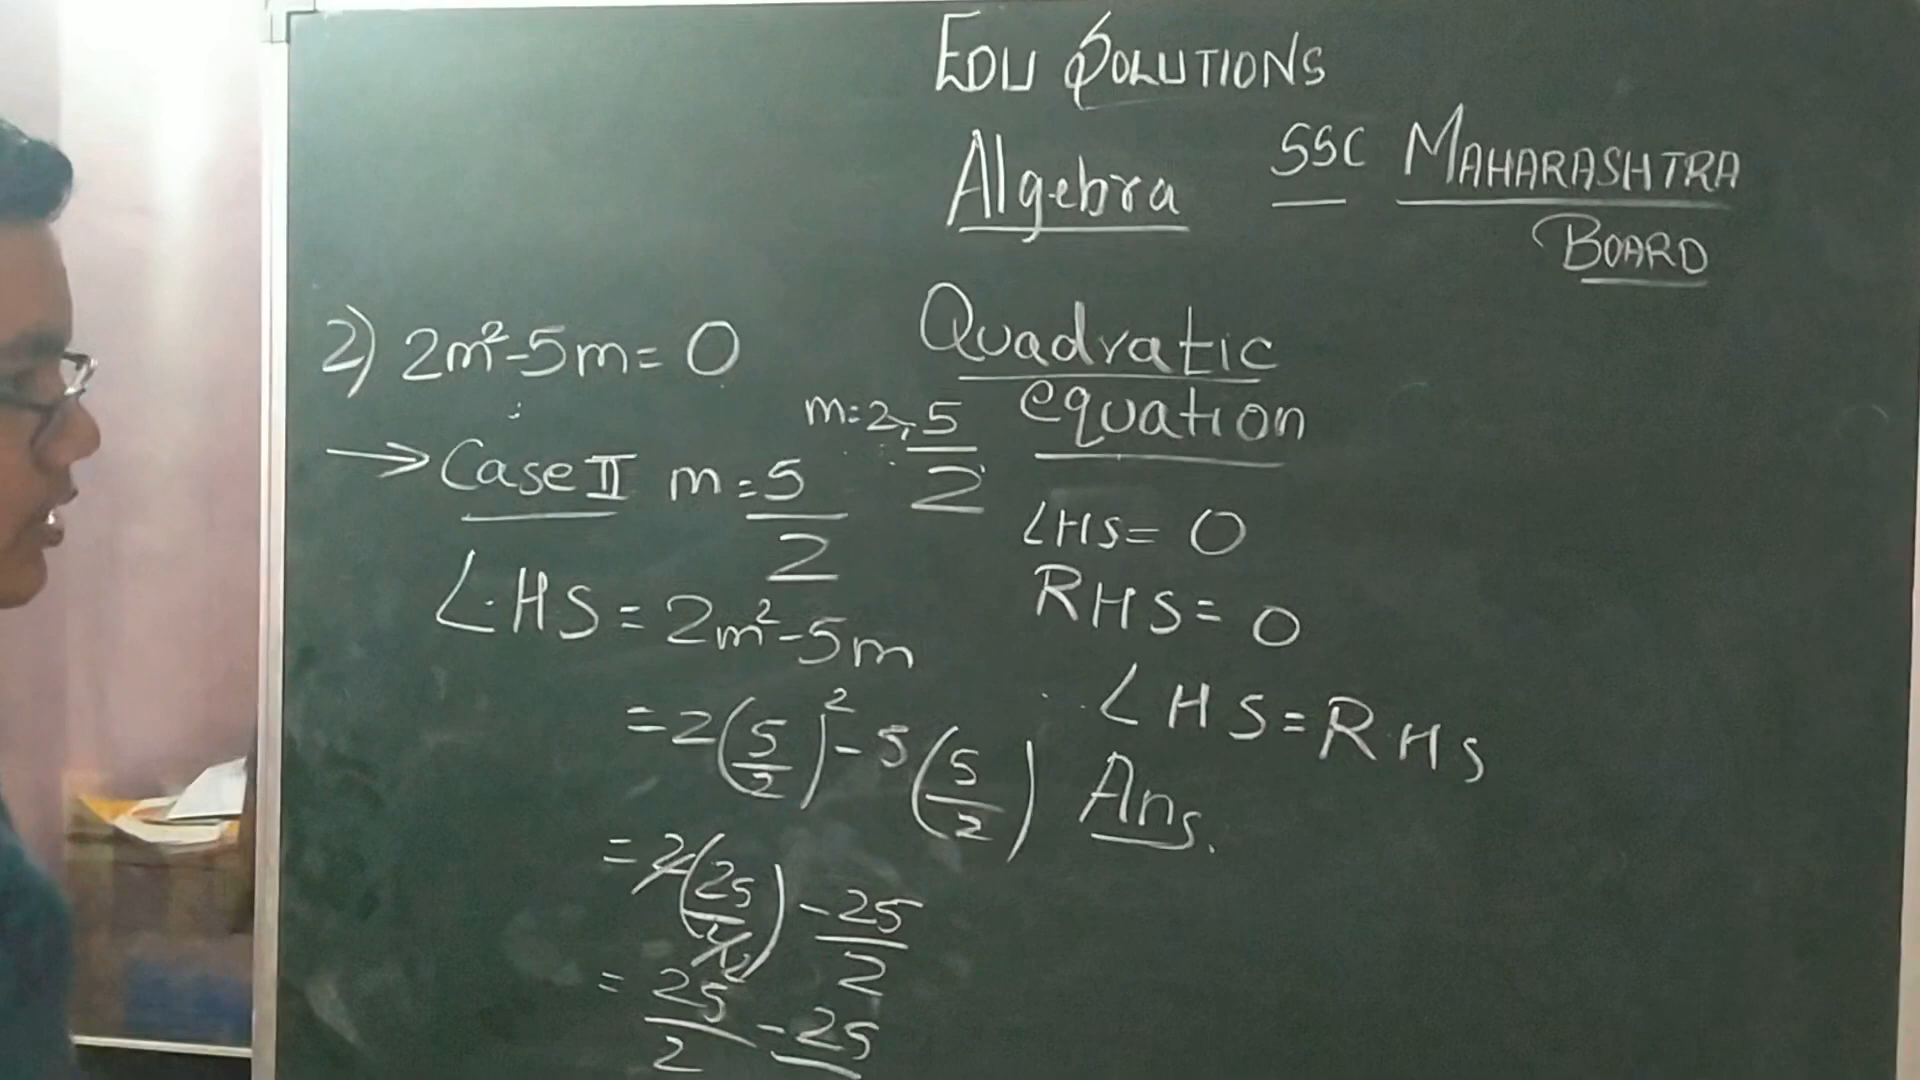 EDU SOLUTIONS
Algebra SSC MAHARASHTRA
BOARD
Quadratic
equation
2) 2m²-5m=0
m=2, 5/2
→ Case II m=5/2
LHS=0
RHS=0
LHS=RHS
Ans.
L.HS = 2m²-5m
=2(5/2)²-5(5/2)
=2(25/4)-25/2
=25/2-25